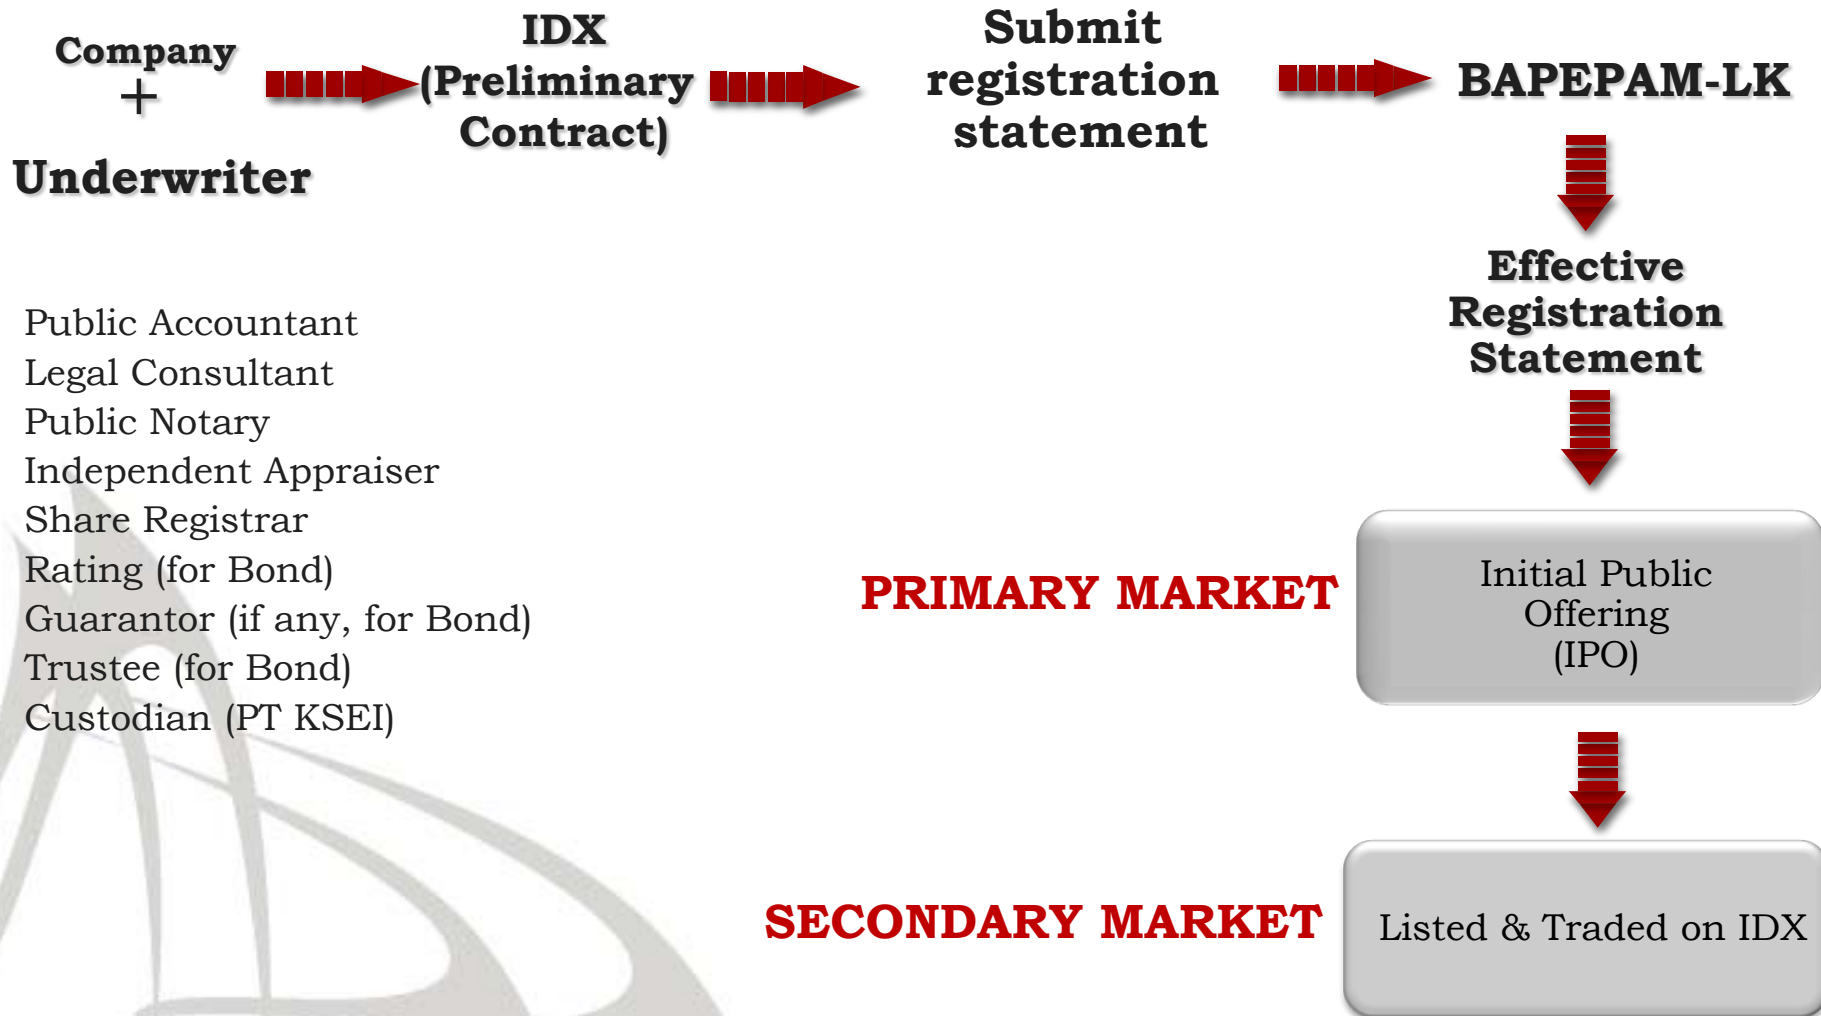 Company
+
Underwriter
IDX
(Preliminary
Contract)
Submit
registration
statement
BAPEPAM-LK
Effective
Registration
Statement
Public Accountant
Legal Consultant
Public Notary
Independent Appraiser
Share Registrar
Rating (for Bond)
Guarantor (if any, for Bond)
Trustee (for Bond)
Custodian (PT KSEI)
PRIMARY MARKET
Initial Public
Offering
(IPO)
SECONDARY MARKET
Listed & Traded on IDX